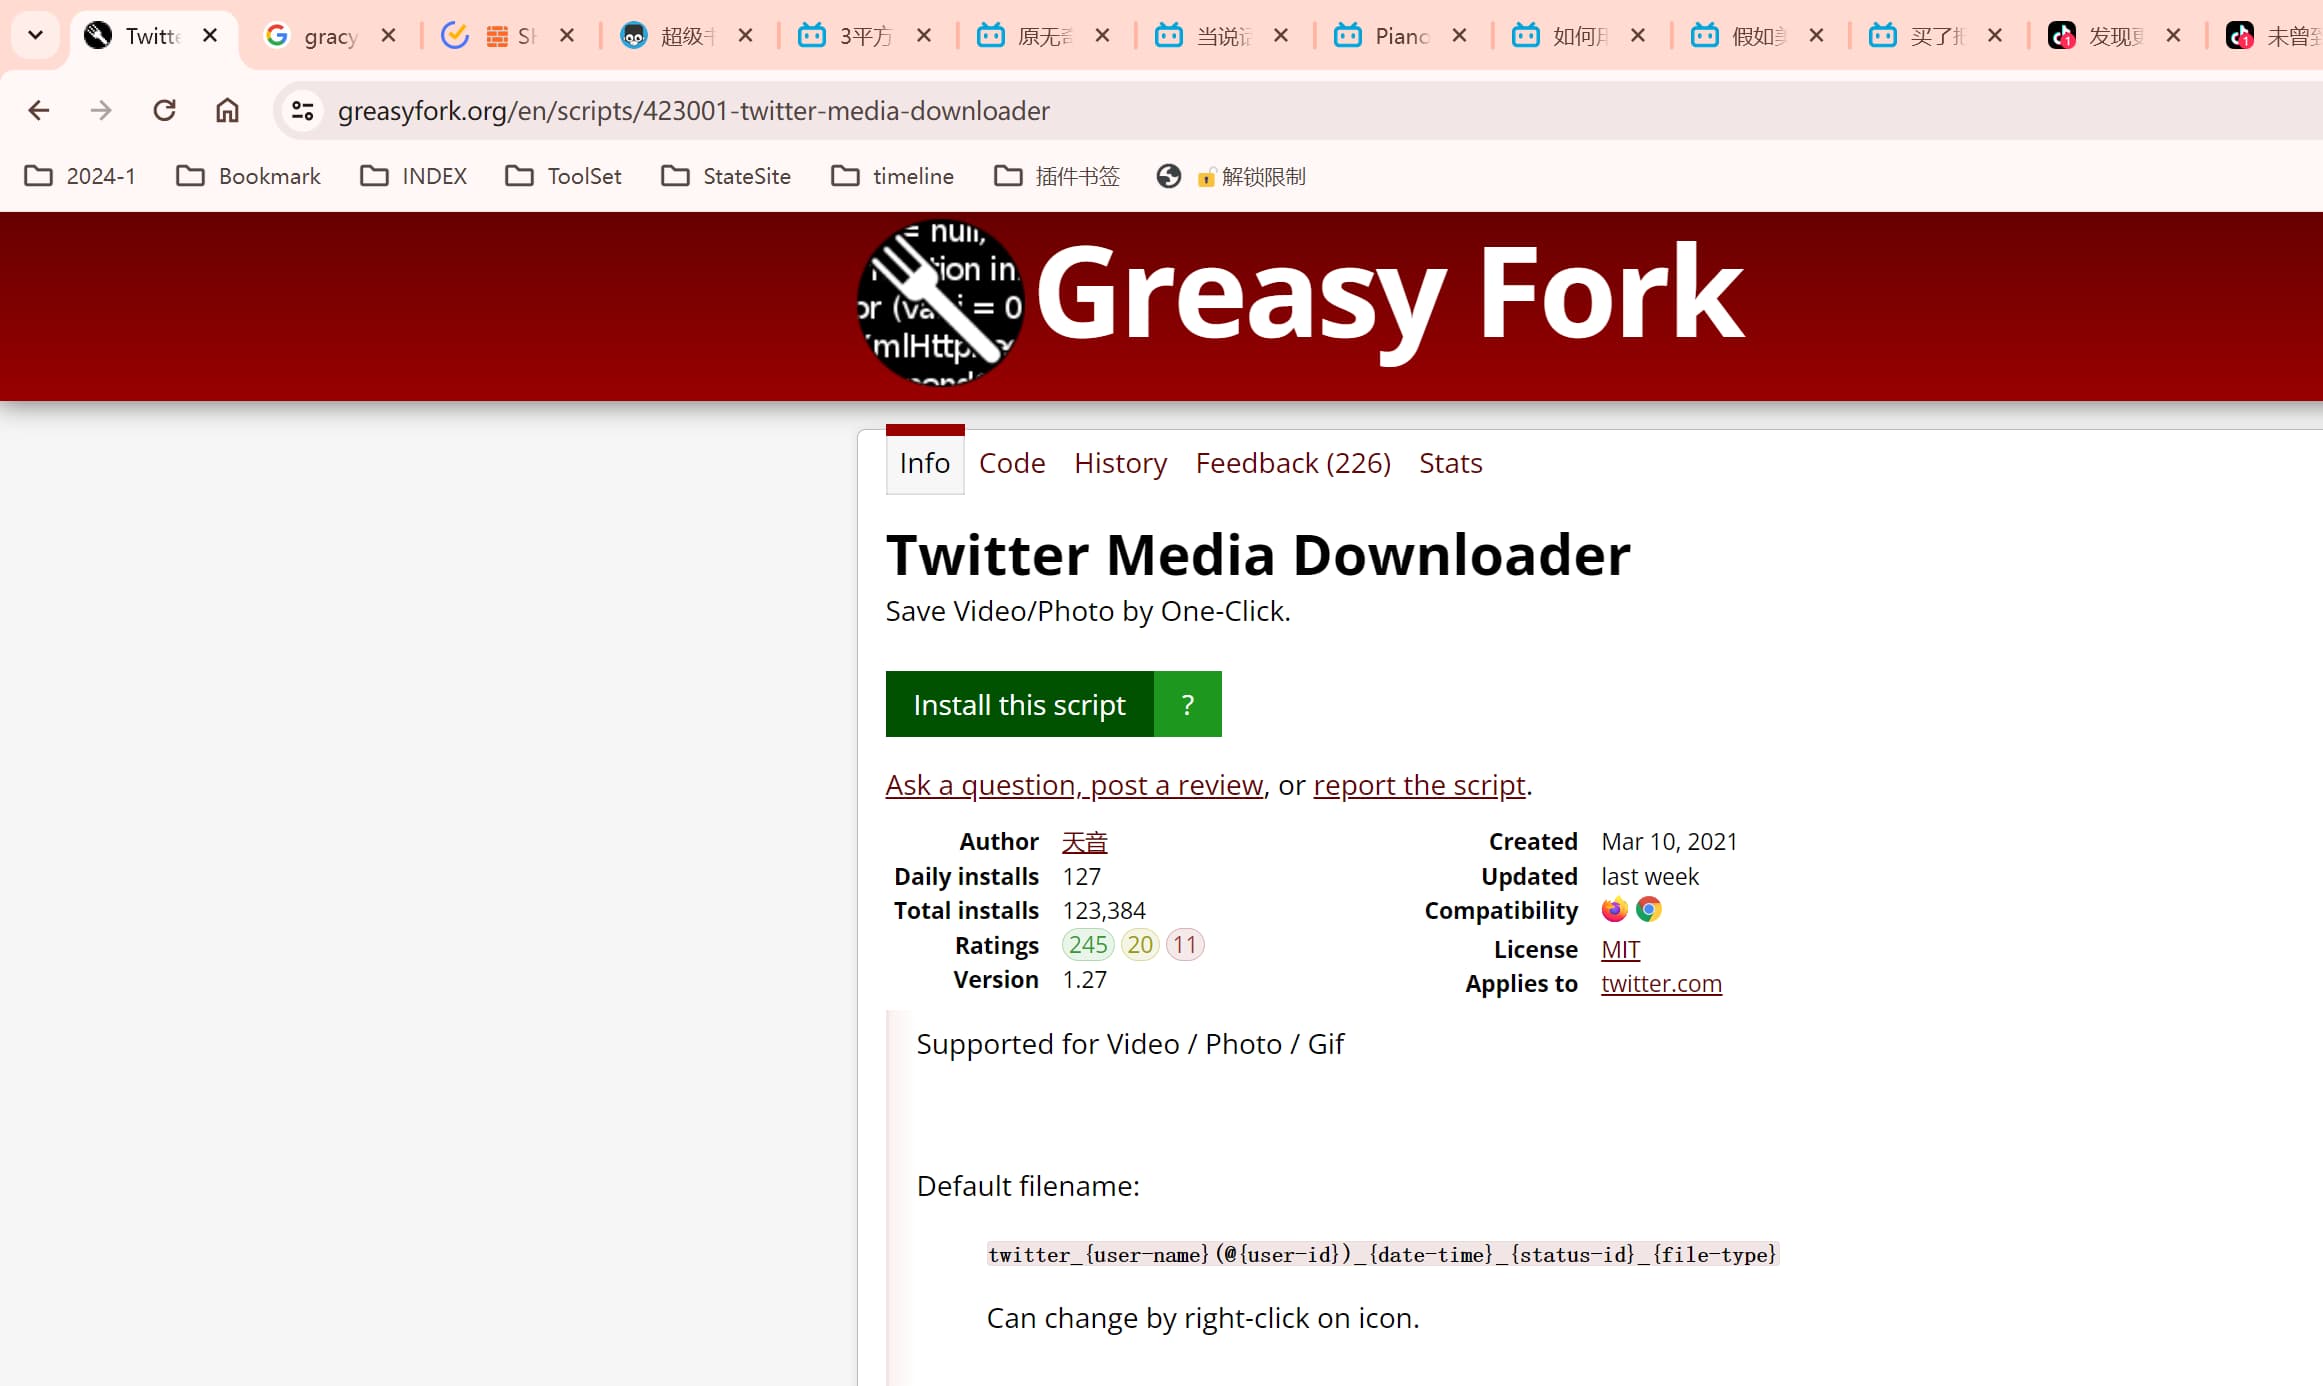 Twitte
gracy
SH
超级
3平方
原无
当说
Piano
如何
假如
买了
发现
未曾
greasyfork.org/en/scripts/423001-twitter-media-downloader
2024-1
Bookmark
INDEX
ToolSet
StateSite
timeline
插件书签
解锁限制
Greasy Fork
Info
Code
History
Feedback (226)
Stats
Twitter Media Downloader
Save Video/Photo by One-Click.
Install this script
?
Ask a question, post a review, or report the script.
Author 天音
Daily installs 127
Total installs 123,384
Ratings 245 20 11
Version 1.27
Created Mar 10, 2021
Updated last week
Compatibility
License MIT
Applies to twitter.com
Supported for Video / Photo / Gif
Default filename:
twitter_{user-name}(@{user-id})_{date-time}_{status-id}_{file-type}
Can change by right-click on icon.